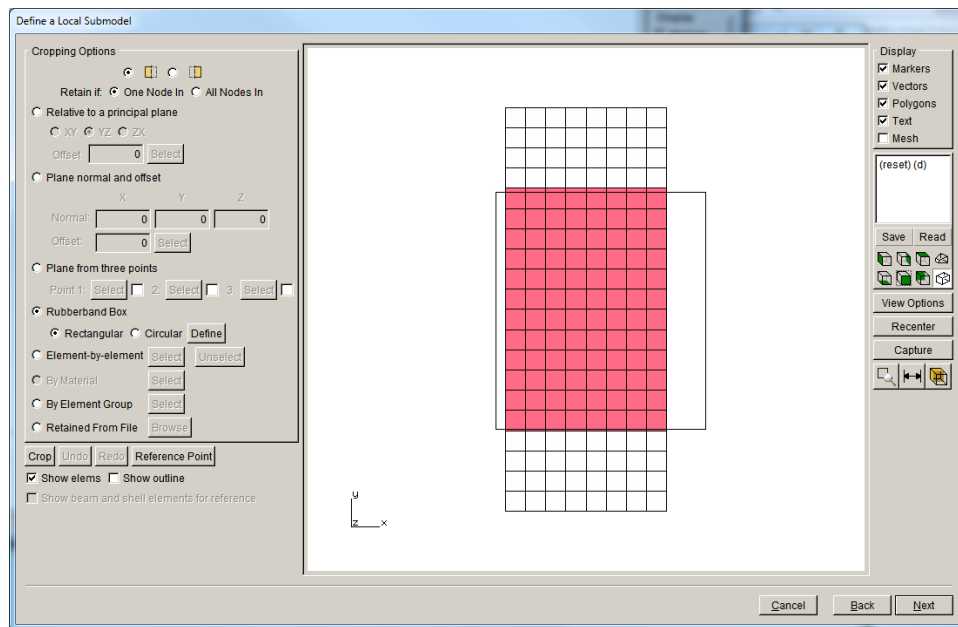 Define a Local Submodel
Cropping Options
Retain if: One Node In All Nodes In
Relative to a principal plane
XY YZ ZX
Offset 0 Select
Plane normal and offset
X Y Z
Normal: 0 0 0
Offset: 0 Select
Plane from three points
Point 1: Select 2: Select 3. Select
Rubberband Box
Rectangular Circular Define
Element-by-element Select Unselect
By Material Select
By Element Group Select
Retained From File Browse
Crop Undo Redo Reference Point
Show elems Show outline
Show beam and shell elements for reference
y
z x
Display
Markers
Vectors
Polygons
Text
Mesh
(reset) (d)
Save Read
View Options
Recenter
Capture
Cancel Back Next